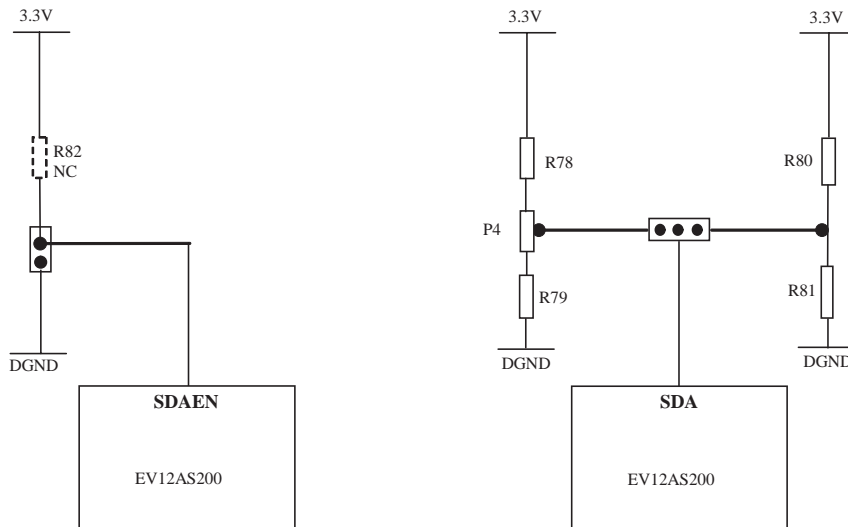 3.3V
3.3V
3.3V
R82
NC
R78
R80
P4
R79
R81
DGND
DGND
DGND
SDAEN
SDA
EV12AS200
EV12AS200